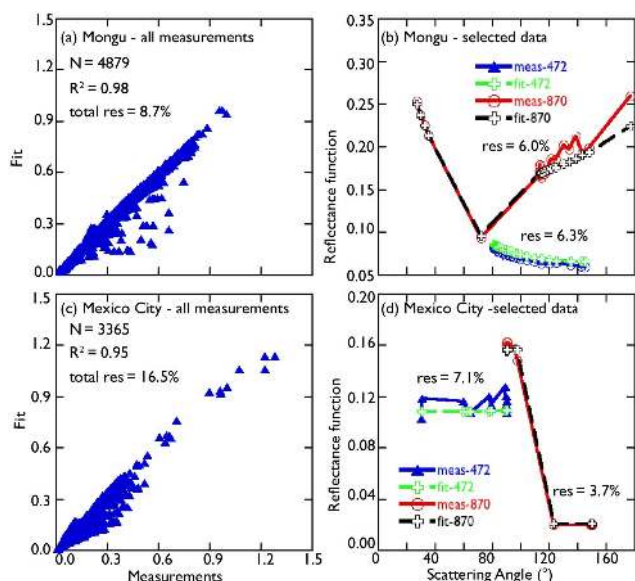 (a) Mongu - all measurements
N = 4879
R² = 0.98
total res = 8.7%
1.5
1.2
0.9
0.6
0.3
0.0
Fit
(b) Mongu - selected data
meas-472
fit-472
meas-870
fit-870
res = 6.0%
res = 6.3%
0.30
0.25
0.20
0.15
0.10
0.05
Reflectance function
(c) Mexico City - all measurements
N = 3365
R² = 0.95
total res = 16.5%
1.5
1.2
0.9
0.6
0.3
0.0
Fit
0.0 0.3 0.6 0.9 1.2 1.5
Measurements
(d) Mexico City -selected data
res = 7.1%
meas-472
fit-472
meas-870
fit-870
res = 3.7%
0.20
0.16
0.12
0.08
0.04
0.00
Reflectance function
0 40 80 120 160
Scattering Angle (°)